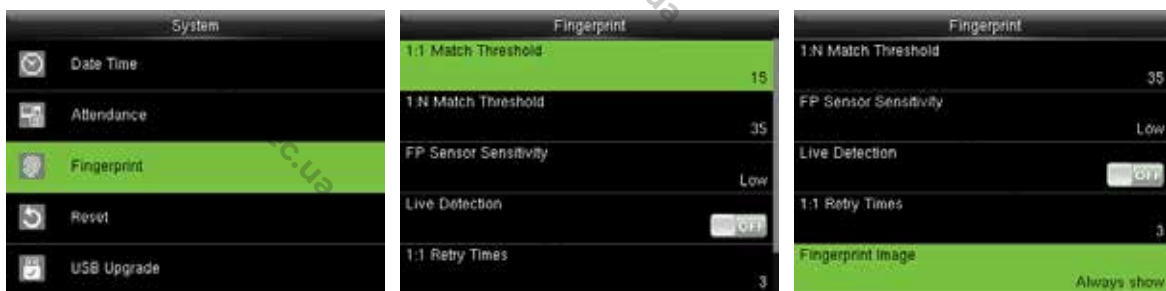 System
Date Time
Attendance
Fingerprint
Reset
USB Upgrade
Fingerprint
1:1 Match Threshold
15
1:N Match Threshold
35
FP Sensor Sensitivity
Low
Live Detection
OFF
1:1 Retry Times
3
Fingerprint
1:N Match Threshold
35
FP Sensor Sensitivity
Low
Live Detection
OFF
1:1 Retry Times
3
Fingerprint Image
Always show